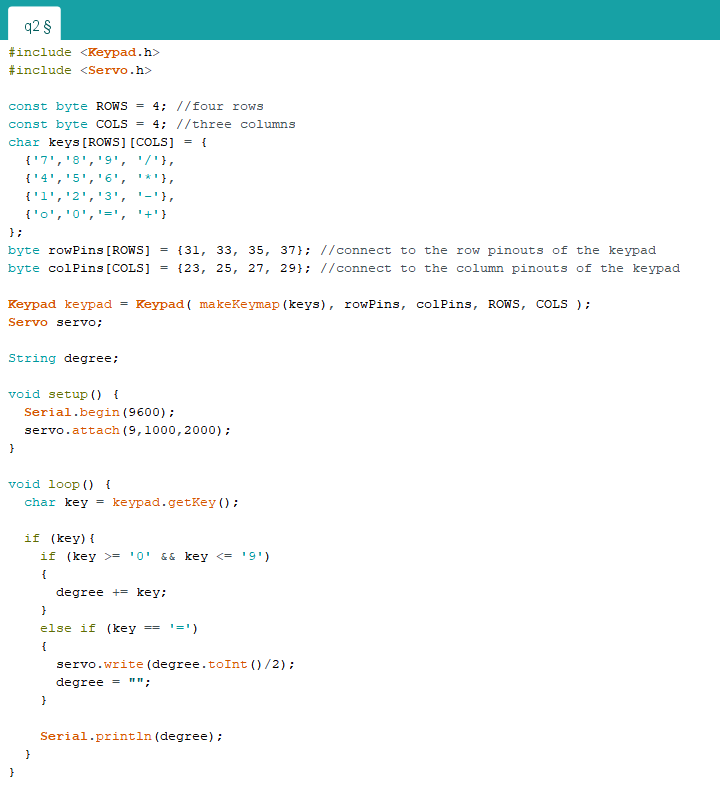 q2 §
#include <Keypad.h>
#include <Servo.h>

const byte ROWS = 4; //four rows
const byte COLS = 4; //three columns
char keys[ROWS][COLS] = {
  {'7','8','9', '/'},
  {'4','5','6', '*'},
  {'1','2','3', '-'},
  {'o','0','=', '+'}
};
byte rowPins[ROWS] = {31, 33, 35, 37}; //connect to the row pinouts of the keypad
byte colPins[COLS] = {23, 25, 27, 29}; //connect to the column pinouts of the keypad

Keypad keypad = Keypad( makeKeymap(keys), rowPins, colPins, ROWS, COLS );
Servo servo;

String degree;

void setup() {
  Serial.begin(9600);
  servo.attach(9,1000,2000);
}

void loop() {
  char key = keypad.getKey();

  if (key){
    if (key >= '0' && key <= '9')
    {
      degree += key;
    }
    else if (key == '=')
    {
      servo.write(degree.toInt()/2);
      degree = "";
    }

    Serial.println(degree);
  }
}